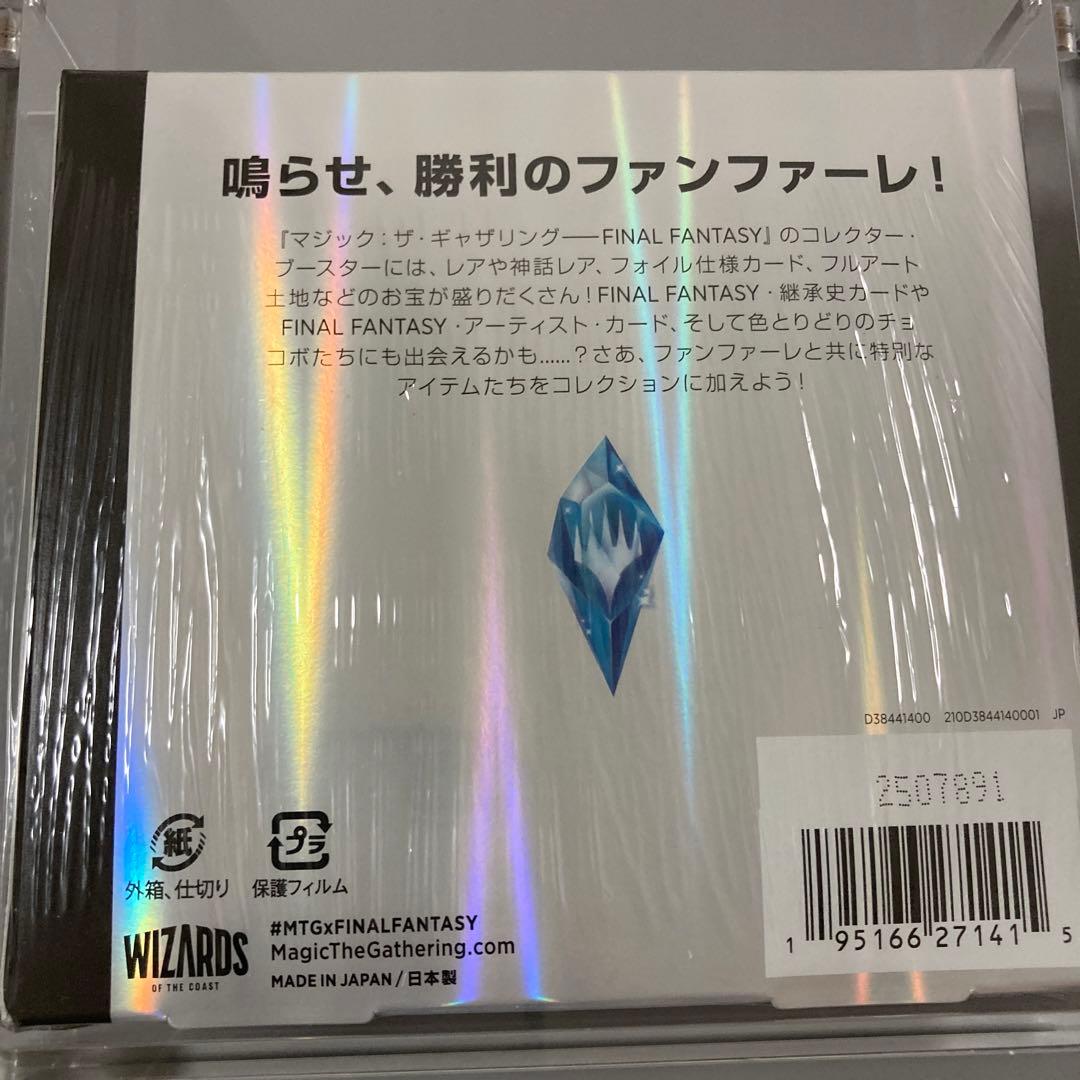 鳴らせ、勝利のファンファーレ！
『マジック：ザ・ギャザリング——FINAL FANTASY』のコレクター・
ブースターには、レアや神話レア、フォイル仕様カード、フルアート
土地などのお宝が盛りだくさん！FINAL FANTASY・継承史カードや
FINAL FANTASY・アーティスト・カード、そして色とりどりのチョ
コボたちにも出会えるかも……？さあ、ファンファーレと共に特別な
アイテムたちをコレクションに加えよう！
D38441400 210D3844140001 JP
2507891
1 95166 27141 5
紙
外箱、仕切り
プラ
保護フィルム
WIZARDS
OF THE COAST
#MTGxFINALFANTASY
MagicTheGathering.com
MADE IN JAPAN / 日本製